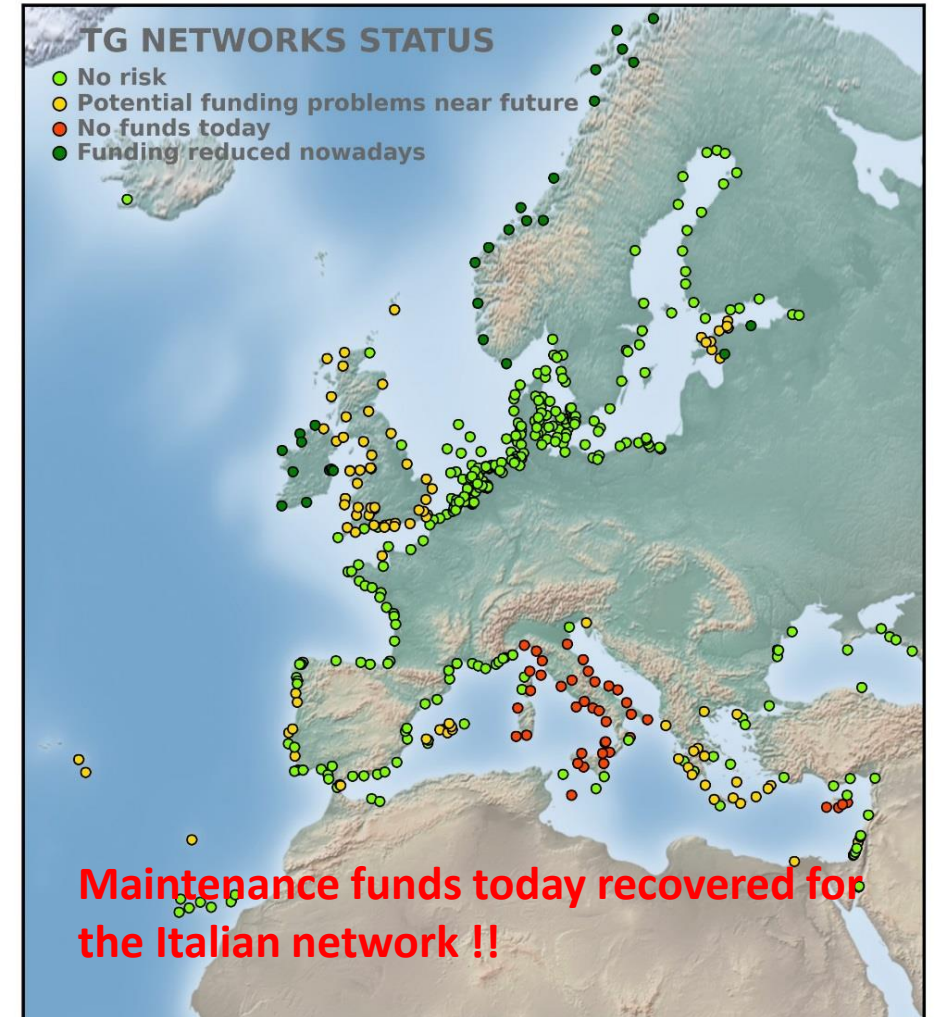 TG NETWORKS STATUS
No risk
Potential funding problems near future
No funds today
Funding reduced nowadays
Maintenance funds today recovered for
the Italian network !!